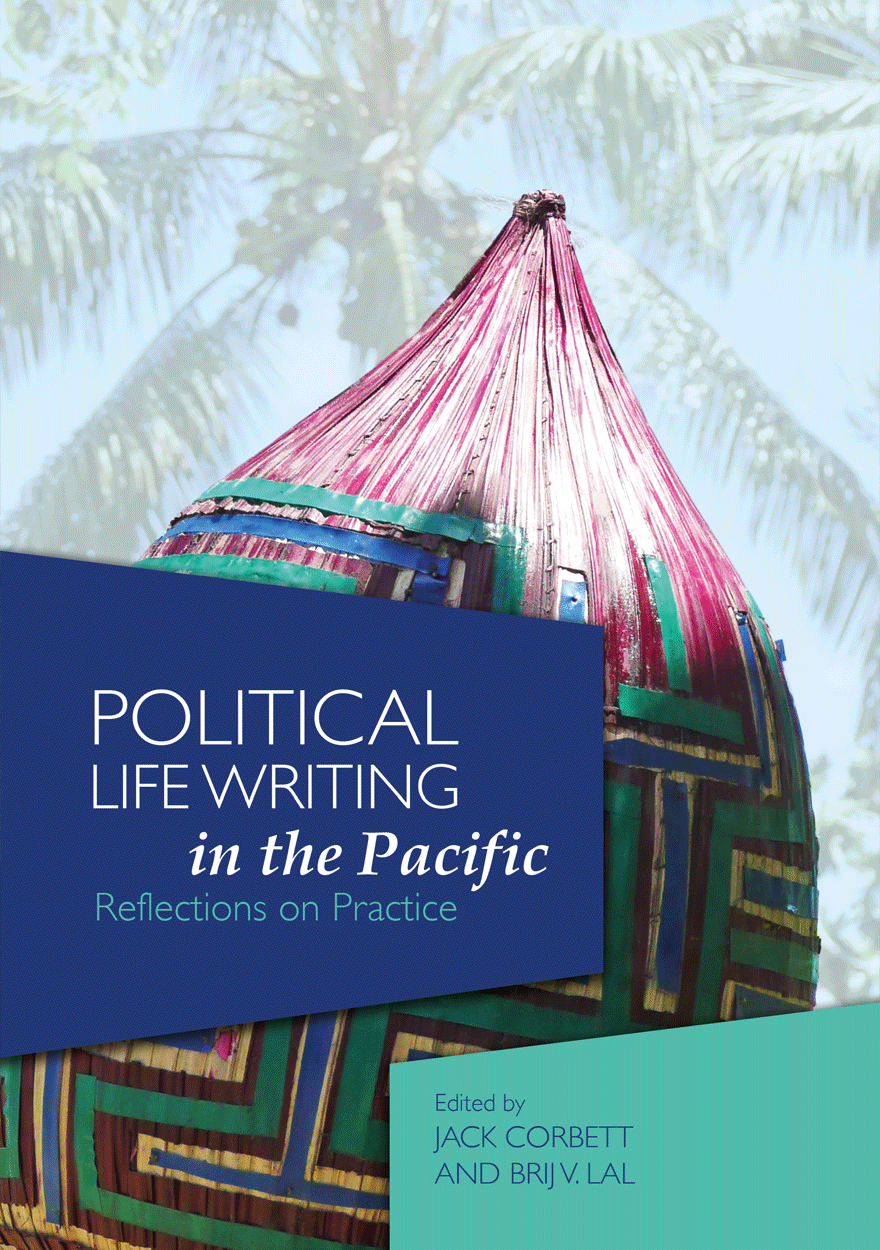 POLITICAL
LIFE WRITING
in the Pacific
Reflections on Practice
Edited by
JACK CORBETT
AND BRIJ V. LAL